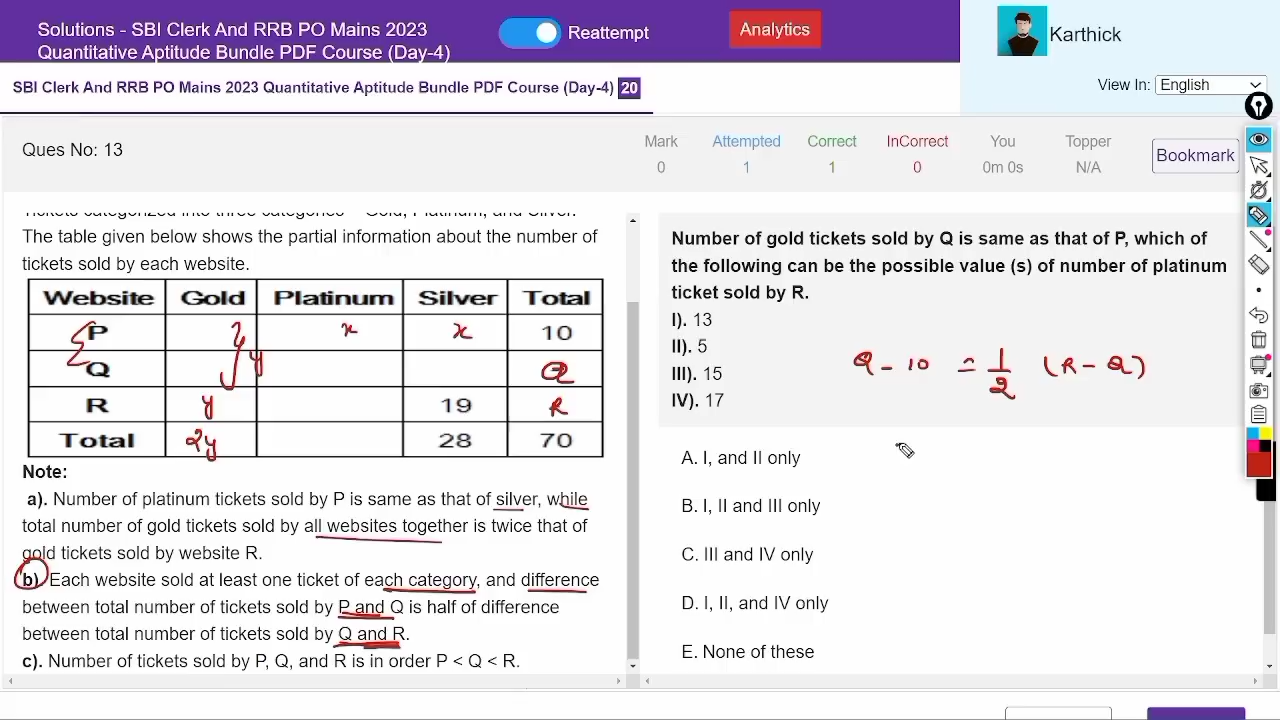 Solutions - SBI Clerk And RRB PO Mains 2023
Quantitative Aptitude Bundle PDF Course (Day-4)
Reattempt
Analytics
Karthick
SBI Clerk And RRB PO Mains 2023 Quantitative Aptitude Bundle PDF Course (Day-4) 20
View In: English
Ques No: 13
Mark Attempted Correct InCorrect You Topper
0 1 1 0 0m 0s N/A
Bookmark
Tickets categorized into three categories – Gold, Platinum, and Silver.
The table given below shows the partial information about the number of
tickets sold by each website.
Website Gold Platinum Silver Total
P x x 10
Q y Q
R y 19 R
Total 2y 28 70
Note:
a). Number of platinum tickets sold by P is same as that of silver, while
total number of gold tickets sold by all websites together is twice that of
gold tickets sold by website R.
b). Each website sold at least one ticket of each category, and difference
between total number of tickets sold by P and Q is half of difference
between total number of tickets sold by Q and R.
c). Number of tickets sold by P, Q, and R is in order P < Q < R.
Number of gold tickets sold by Q is same as that of P, which of
the following can be the possible value (s) of number of platinum
ticket sold by R.
I). 13
II). 5
III). 15
IV). 17
Q - 10 = 1/2 (R - Q)
A. I, and II only
B. I, II and III only
C. III and IV only
D. I, II, and IV only
E. None of these